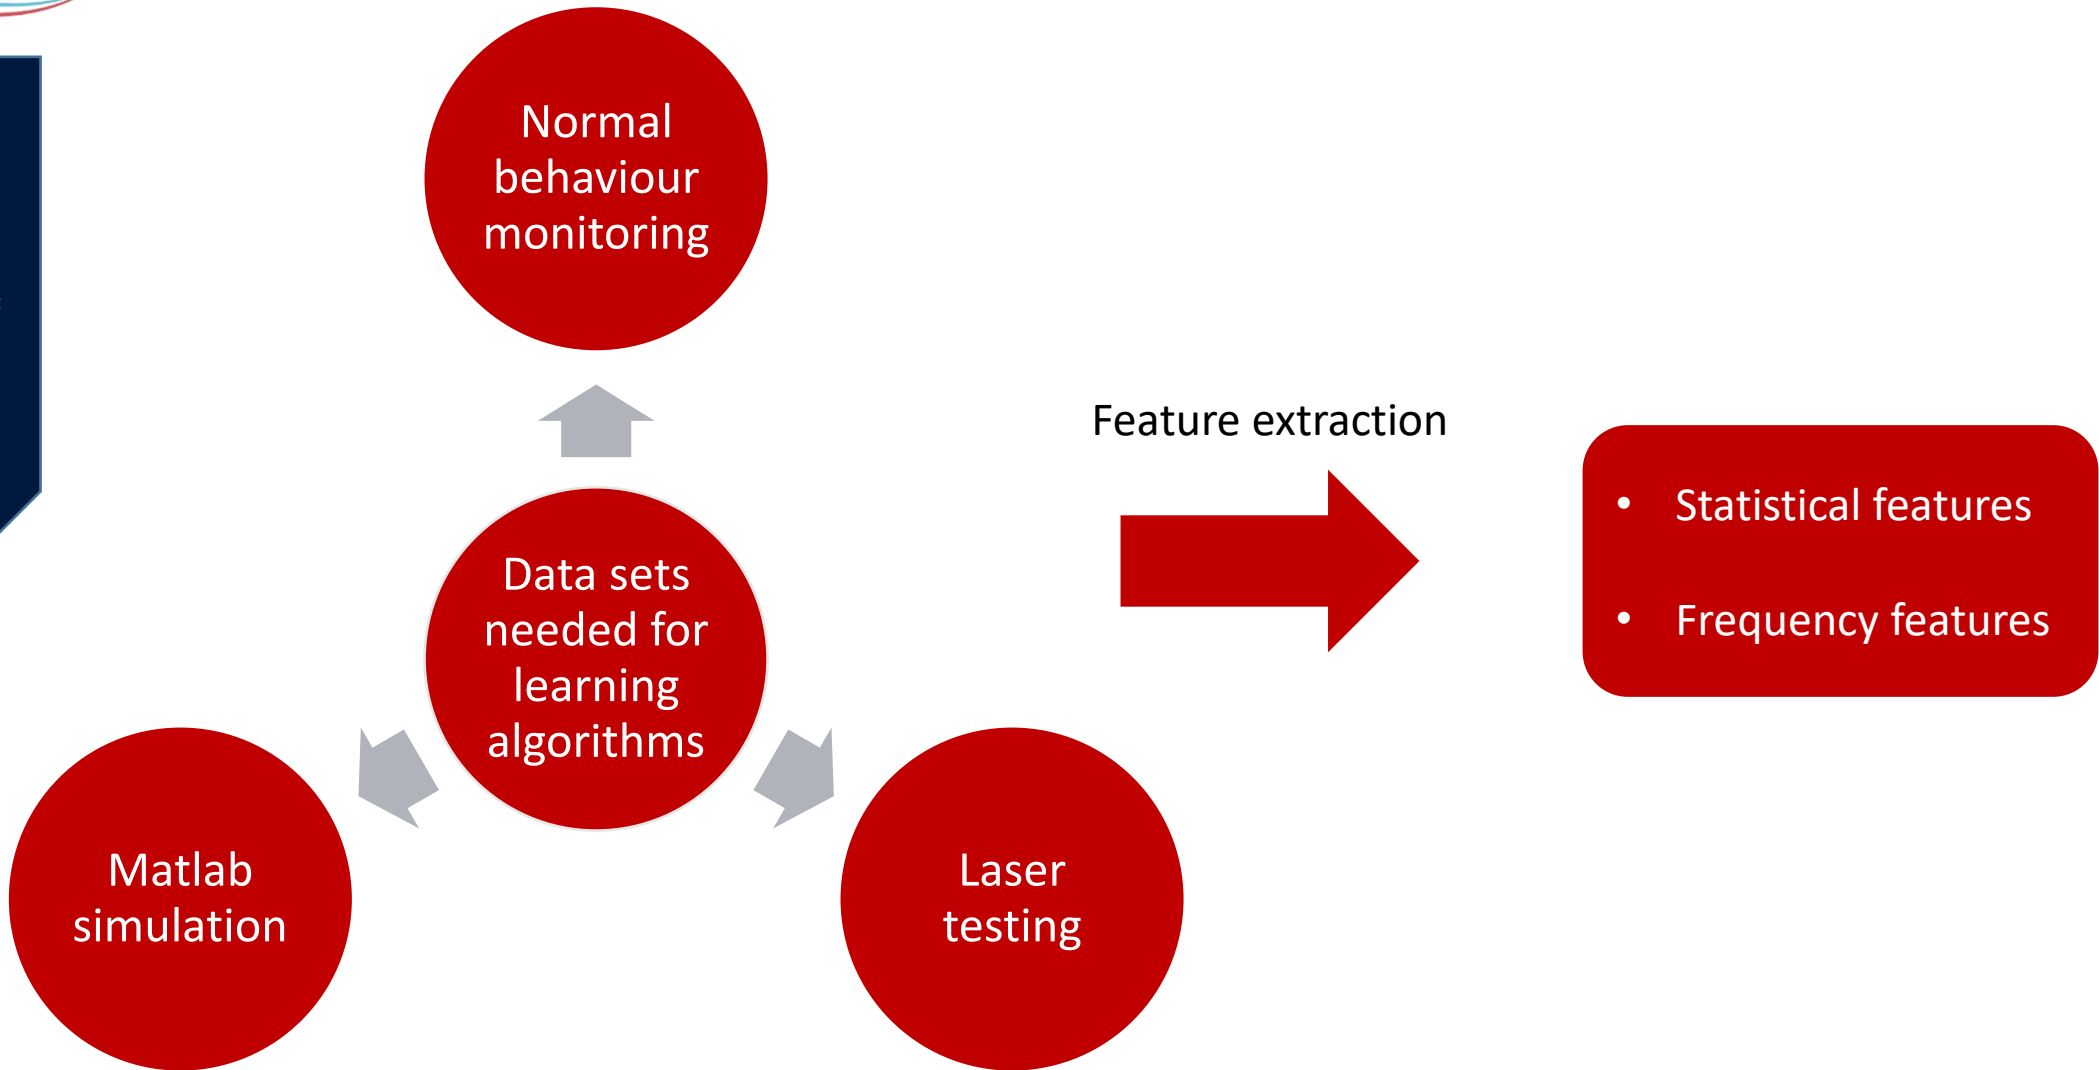 Normal
behaviour
monitoring
Data sets
needed for
learning
algorithms
Matlab
simulation
Laser
testing
Feature extraction
• Statistical features
• Frequency features